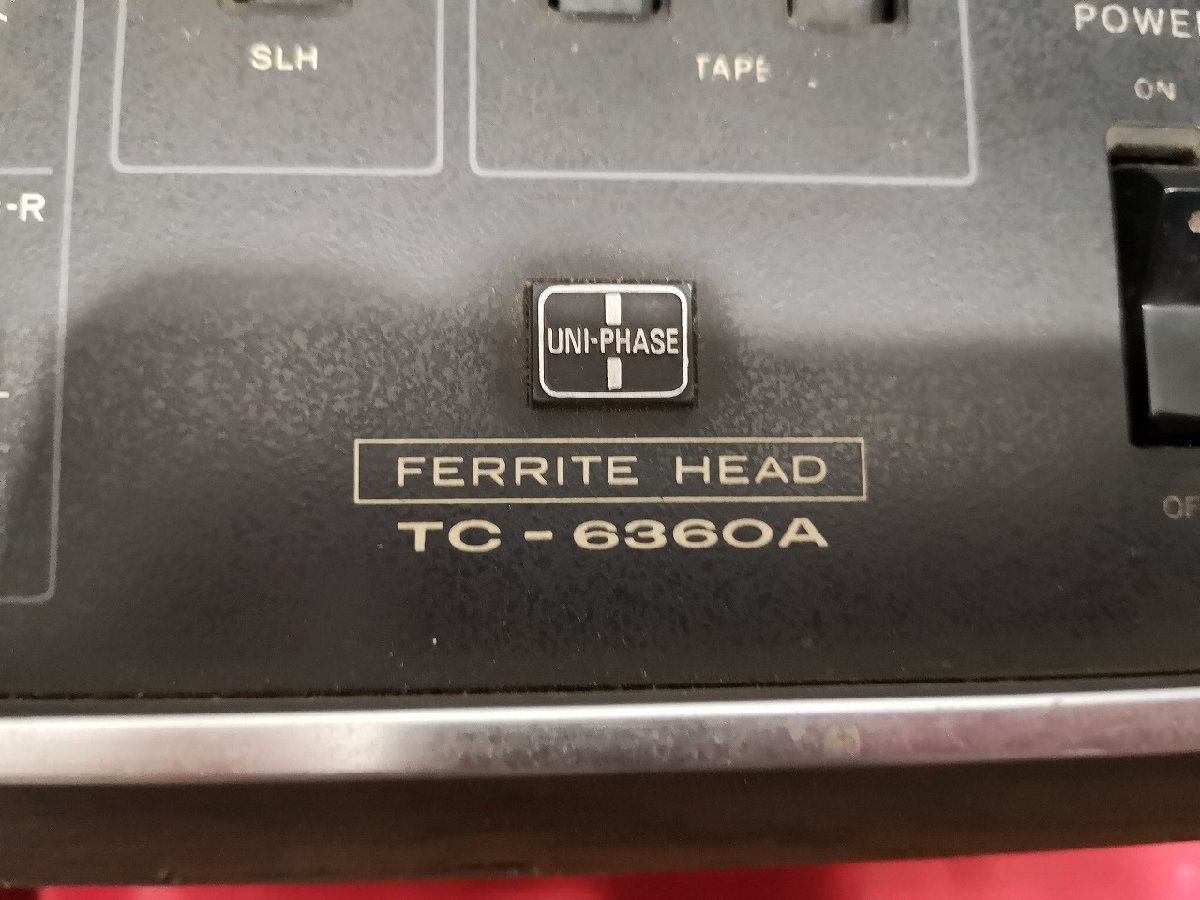 SLH
TAPE
POWER
ON
-R
UNI-PHASE
FERRITE HEAD
TC-6360A